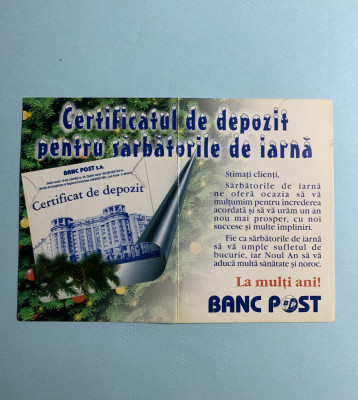 Certificatul de depozit
pentru sărbătorile de iarnă
BANC POST S.A.
Certificat de depozit
Stimați clienți,
Sărbătorile de iarnă
ne oferă ocazia să vă
mulțumim pentru încrederea
acordată și să vă urăm un an
nou mai prosper, cu noi
succese și multe împliniri.
Fie ca sărbătorile de iarnă
să vă umple sufletul de
bucurie, iar Noul An să vă
aducă multă sănătate și noroc.
La mulți ani!
BANC POST